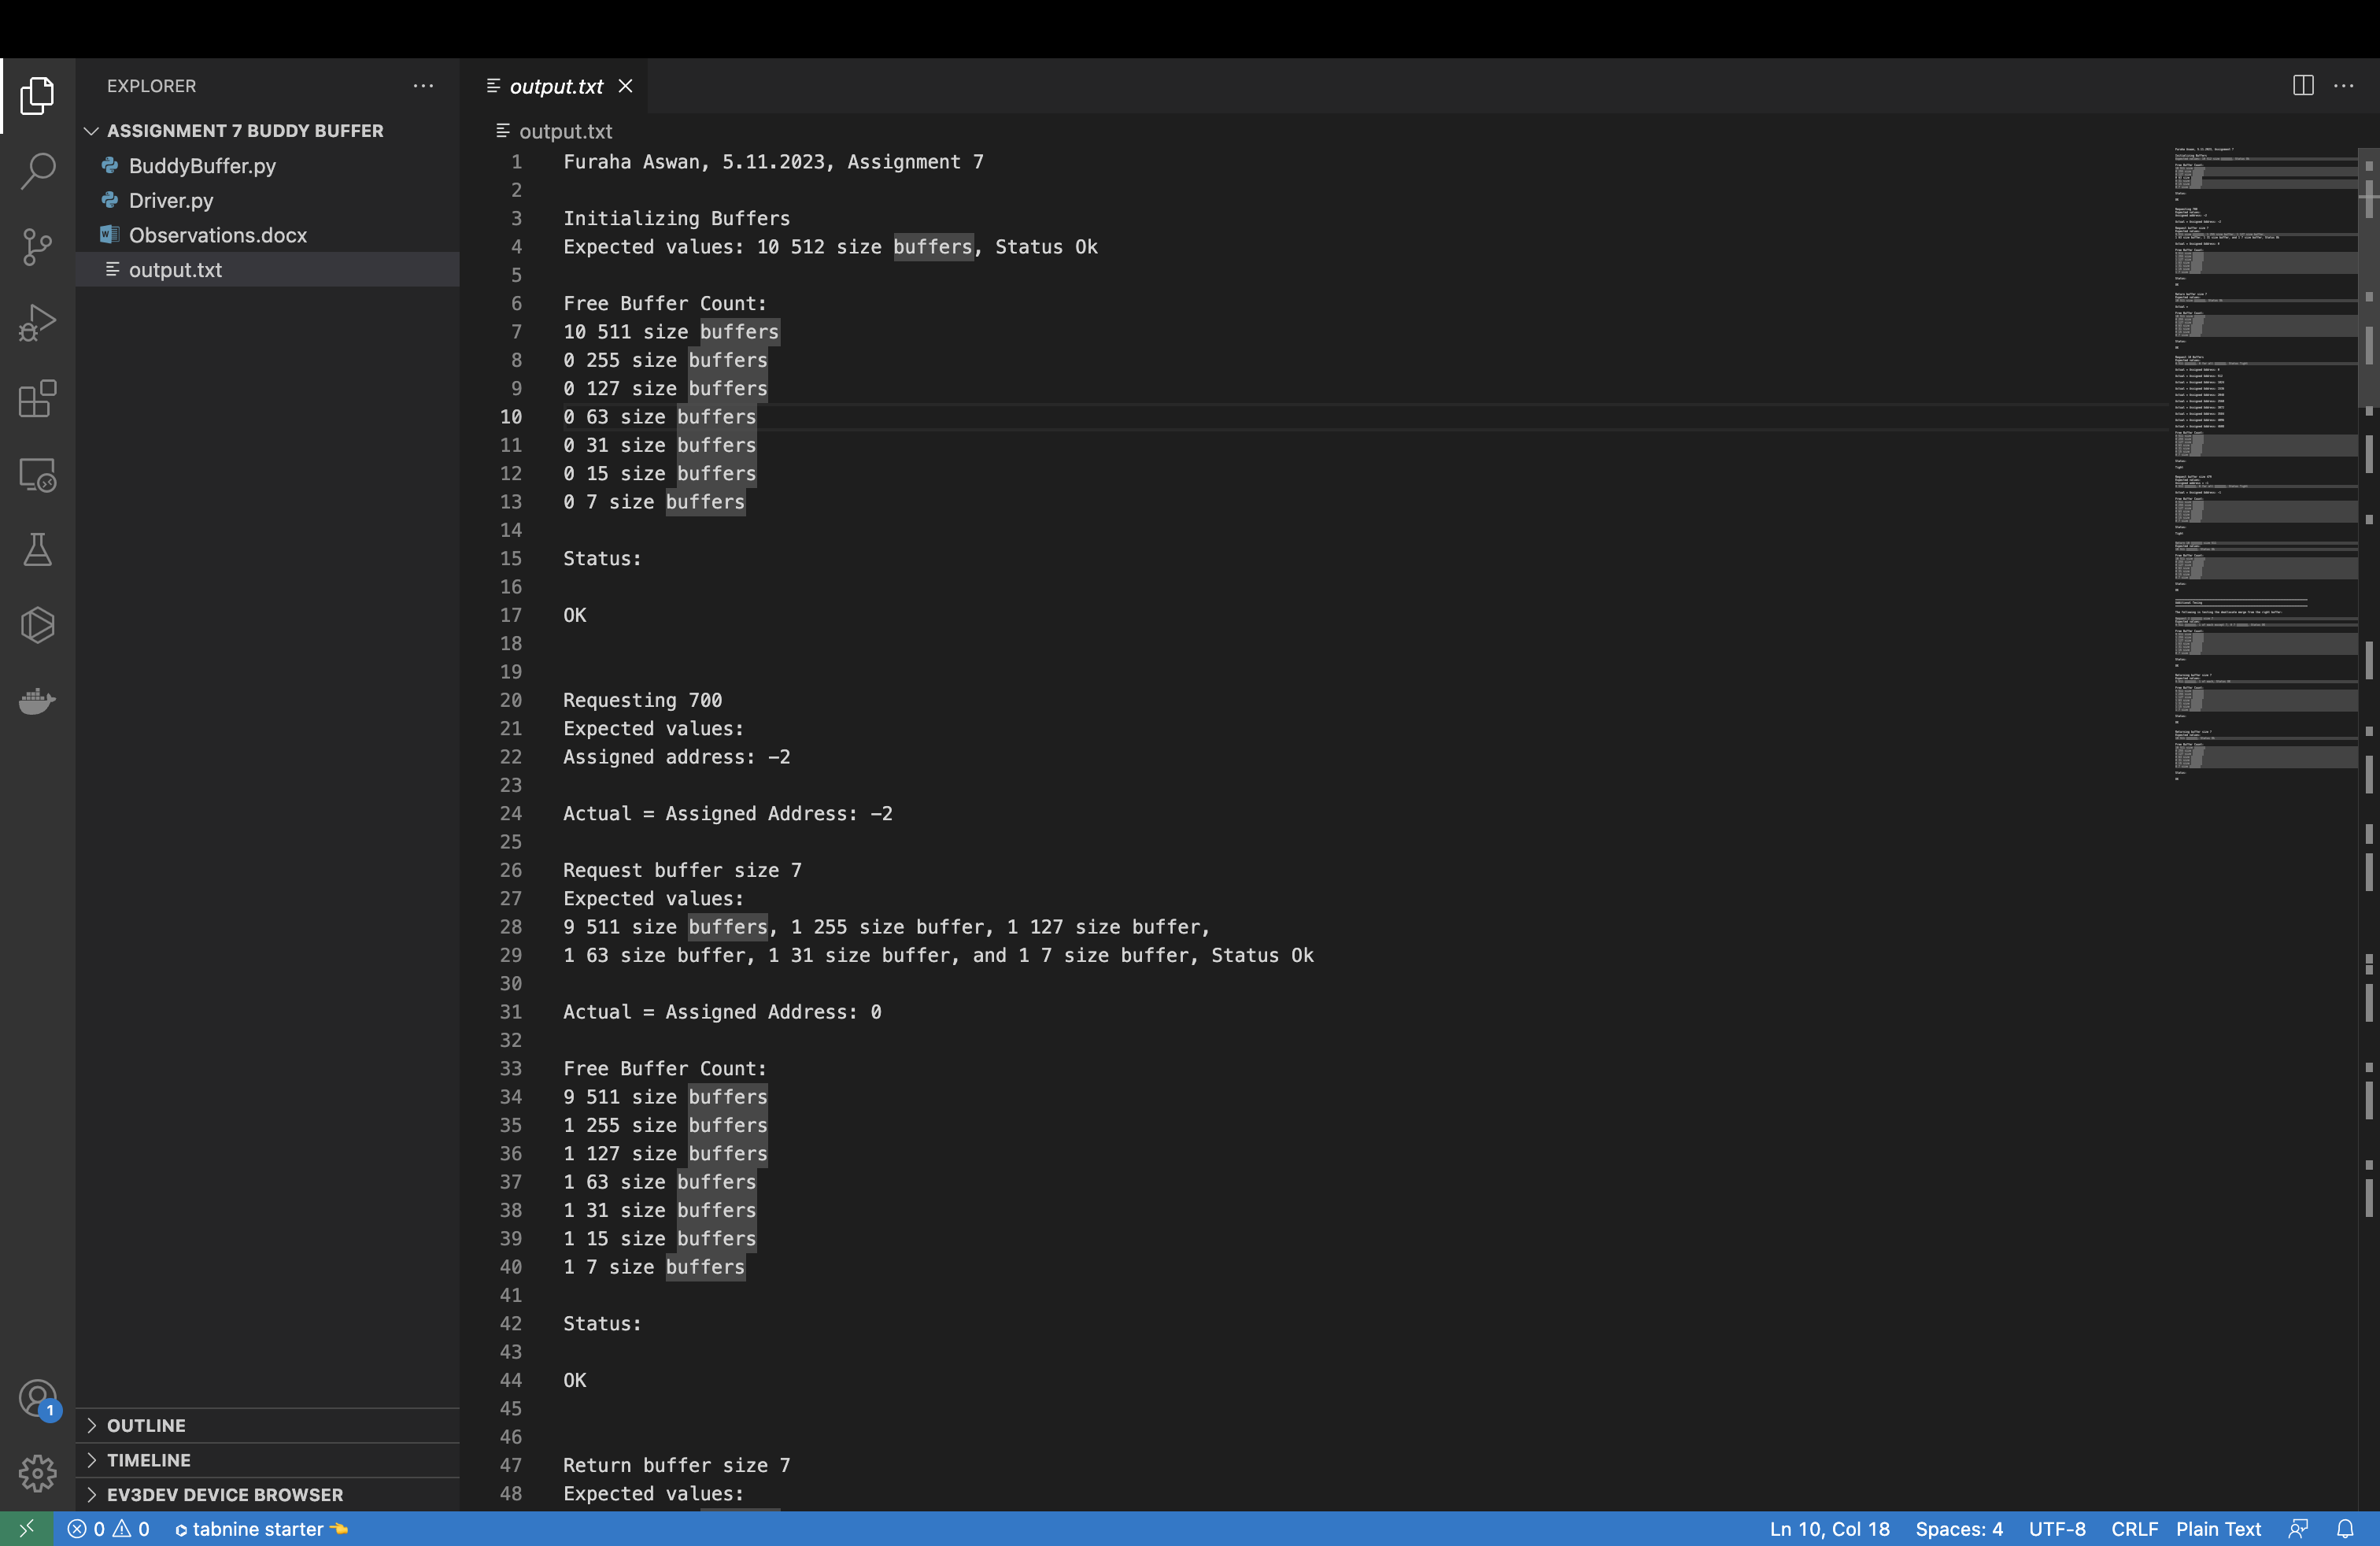 EXPLORER
ASSIGNMENT 7 BUDDY BUFFER
BuddyBuffer.py
Driver.py
Observations.docx
output.txt
OUTLINE
TIMELINE
EV3DEV DEVICE BROWSER
output.txt
output.txt
1 Furaha Aswan, 5.11.2023, Assignment 7
2
3 Initializing Buffers
4 Expected values: 10 512 size buffers, Status Ok
5
6 Free Buffer Count:
7 10 511 size buffers
8 0 255 size buffers
9 0 127 size buffers
10 0 63 size buffers
11 0 31 size buffers
12 0 15 size buffers
13 0 7 size buffers
14
15 Status:
16
17 OK
18
19
20 Requesting 700
21 Expected values:
22 Assigned address: -2
23
24 Actual = Assigned Address: -2
25
26 Request buffer size 7
27 Expected values:
28 9 511 size buffers, 1 255 size buffer, 1 127 size buffer,
29 1 63 size buffer, 1 31 size buffer, and 1 7 size buffer, Status Ok
30
31 Actual = Assigned Address: 0
32
33 Free Buffer Count:
34 9 511 size buffers
35 1 255 size buffers
36 1 127 size buffers
37 1 63 size buffers
38 1 31 size buffers
39 1 15 size buffers
40 1 7 size buffers
41
42 Status:
43
44 OK
45
46
47 Return buffer size 7
48 Expected values:
1
0 0 tabnine starter
Ln 10, Col 18 Spaces: 4 UTF-8 CRLF Plain Text